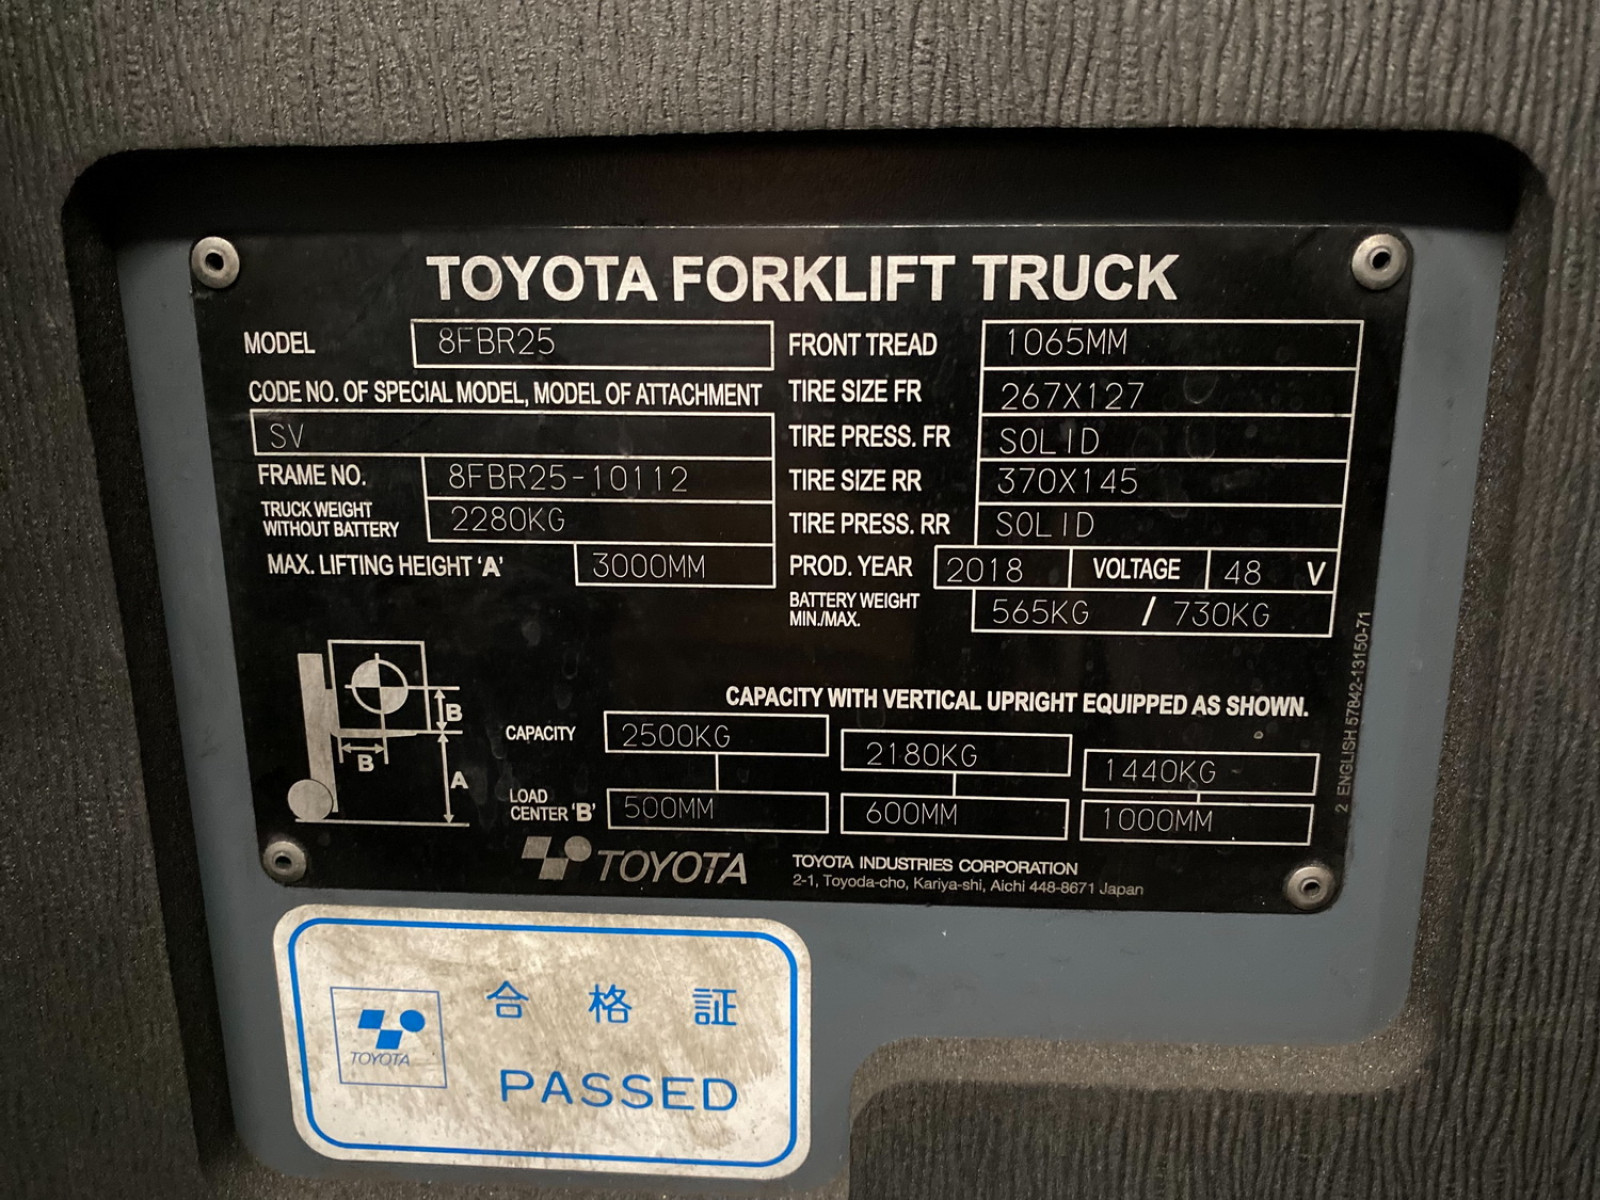 TOYOTA FORKLIFT TRUCK
MODEL 8FBR25
CODE NO. OF SPECIAL MODEL, MODEL OF ATTACHMENT
SV
FRAME NO. 8FBR25-10112
TRUCK WEIGHT
WITHOUT BATTERY 2280KG
MAX. LIFTING HEIGHT 'A' 3000MM
FRONT TREAD 1065MM
TIRE SIZE FR 267X127
TIRE PRESS. FR SOLID
TIRE SIZE RR 370X145
TIRE PRESS. RR SOLID
PROD. YEAR 2018 VOLTAGE 48 V
BATTERY WEIGHT
MIN./MAX. 565KG / 730KG
B
B
A
CAPACITY WITH VERTICAL UPRIGHT EQUIPPED AS SHOWN.
CAPACITY 2500KG 2180KG 1440KG
LOAD
CENTER 'B' 500MM 600MM 1000MM
2 ENGLISH 57842-13150-71
TOYOTA
TOYOTA INDUSTRIES CORPORATION
2-1, Toyoda-cho, Kariya-shi, Aichi 448-8671 Japan
合格証
TOYOTA
PASSED